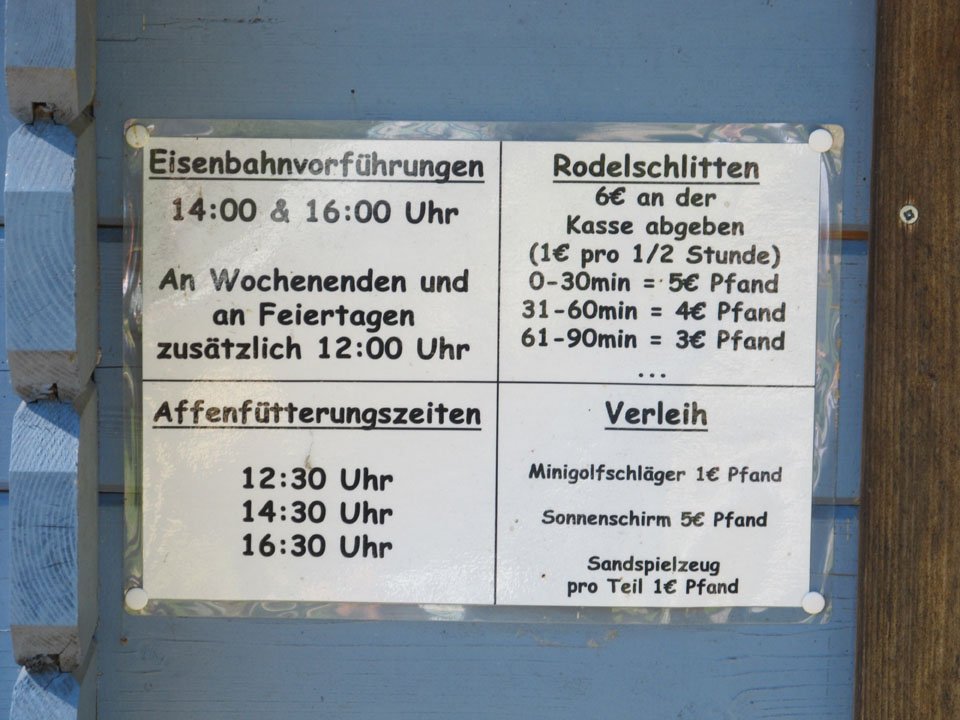 Eisenbahnvorführungen
14:00 & 16:00 Uhr
An Wochenenden und
an Feiertagen
zusätzlich 12:00 Uhr
Rodelschlitten
6€ an der
Kasse abgeben
(1€ pro 1/2 Stunde)
0-30min = 5€ Pfand
31-60min = 4€ Pfand
61-90min = 3€ Pfand
...
Affenfütterungszeiten
12:30 Uhr
14:30 Uhr
16:30 Uhr
Verleih
Minigolfschläger 1€ Pfand
Sonnenschirm 5€ Pfand
Sandspielzeug
pro Teil 1€ Pfand